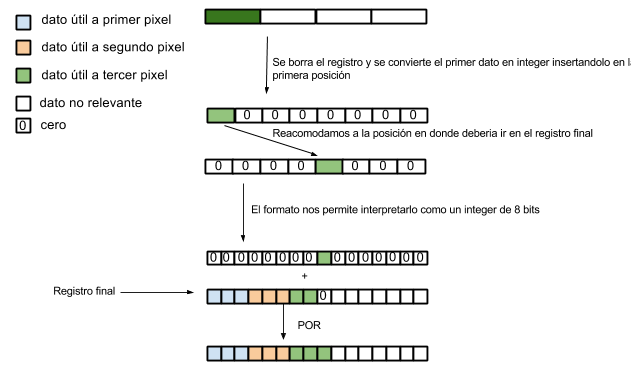 dato útil a primer pixel
dato útil a segundo pixel
dato útil a tercer pixel
dato no relevante
0 cero
Se borra el registro y se convierte el primer dato en integer insertandolo en l
primera posición
0 0 0 0 0 0 0
Reacomodamos a la posición en donde deberia ir en el registro final
0 0 0 0 0 0 0
El formato nos permite interpretarlo como un integer de 8 bits
0 0 0 0 0 0 0 0 0 0 0 0 0 0 0
+
Registro final
0
POR